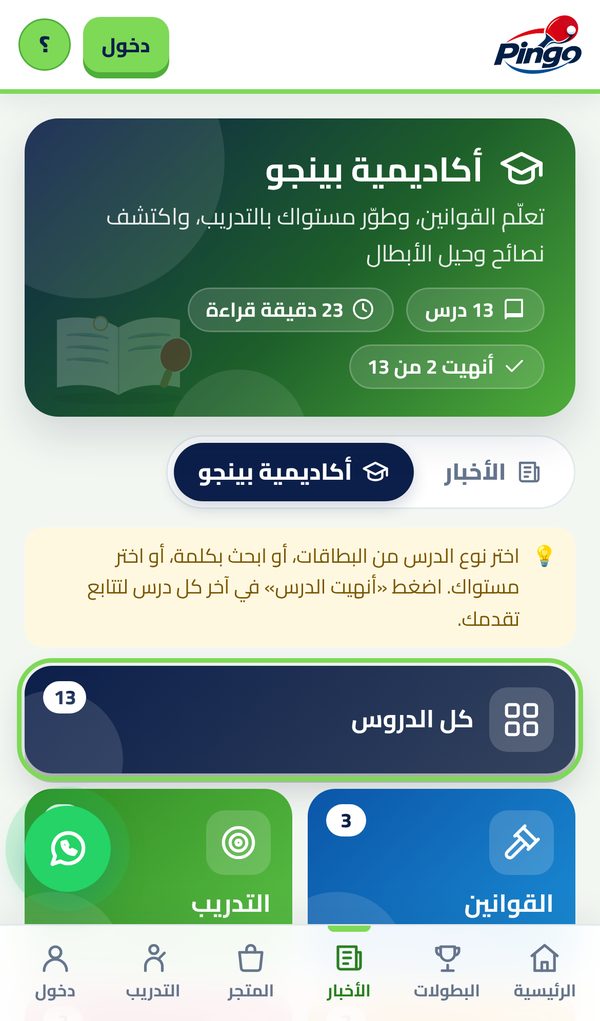 Pingo
دخول
؟
أكاديمية بينجو
تعلّم القوانين، وطوّر مستواك بالتدريب، واكتشف
نصائح وحيل الأبطال
13 درس
23 دقيقة قراءة
أنهيت 2 من 13
الأخبار
أكاديمية بينجو
💡 اختر نوع الدرس من البطاقات، أو ابحث بكلمة، أو اختر
مستواك. اضغط «أنهيت الدرس» في آخر كل درس لتتابع
تقدمك.
كل الدروس
13
3
القوانين
التدريب
الرئيسية
البطولات
الأخبار
المتجر
التدريب
دخول